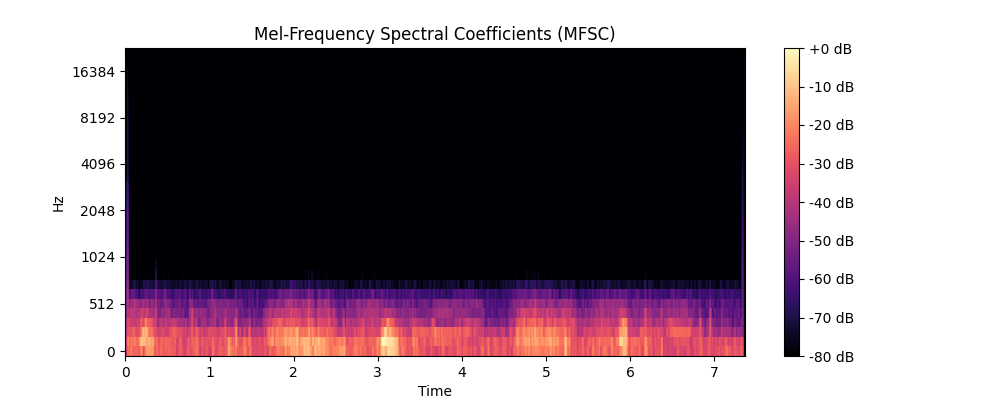 Mel-Frequency Spectral Coefficients (MFSC)
Hz
16384
8192
4096
2048
1024
512
0
0 1 2 3 4 5 6 7
Time
+0 dB
-10 dB
-20 dB
-30 dB
-40 dB
-50 dB
-60 dB
-70 dB
-80 dB